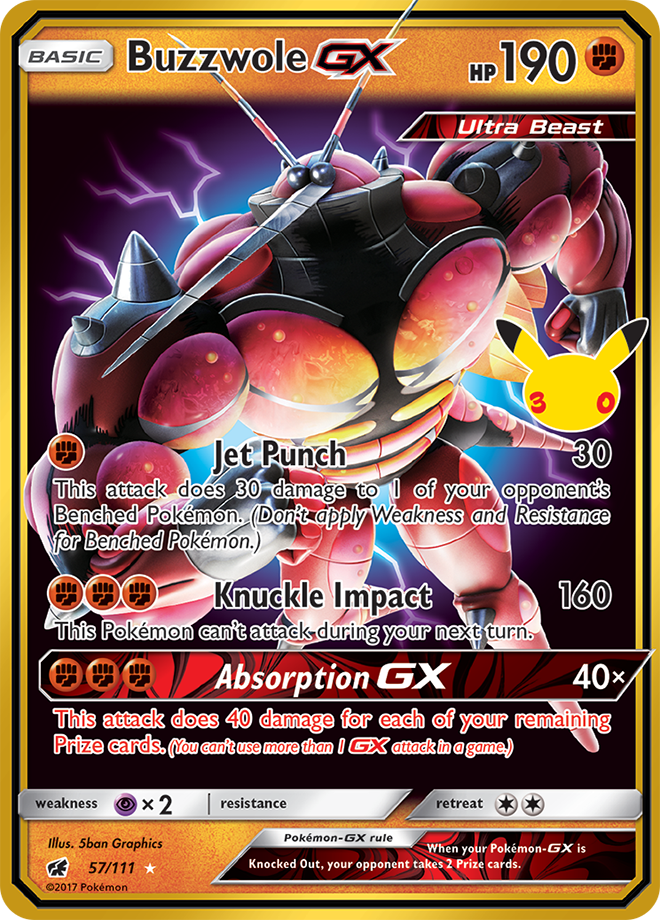 BASIC Buzzwole GX HP 190
Ultra Beast
30
Jet Punch 30
This attack does 30 damage to 1 of your opponent's
Benched Pokémon. (Don't apply Weakness and Resistance
for Benched Pokémon.)
Knuckle Impact 160
This Pokémon can't attack during your next turn.
Absorption GX 40×
This attack does 40 damage for each of your remaining
Prize cards. (You can't use more than 1 GX attack in a game.)
weakness ×2 resistance retreat
Illus. 5ban Graphics
Pokémon-GX rule
When your Pokémon-GX is
Knocked Out, your opponent takes 2 Prize cards.
57/111
©2017 Pokémon